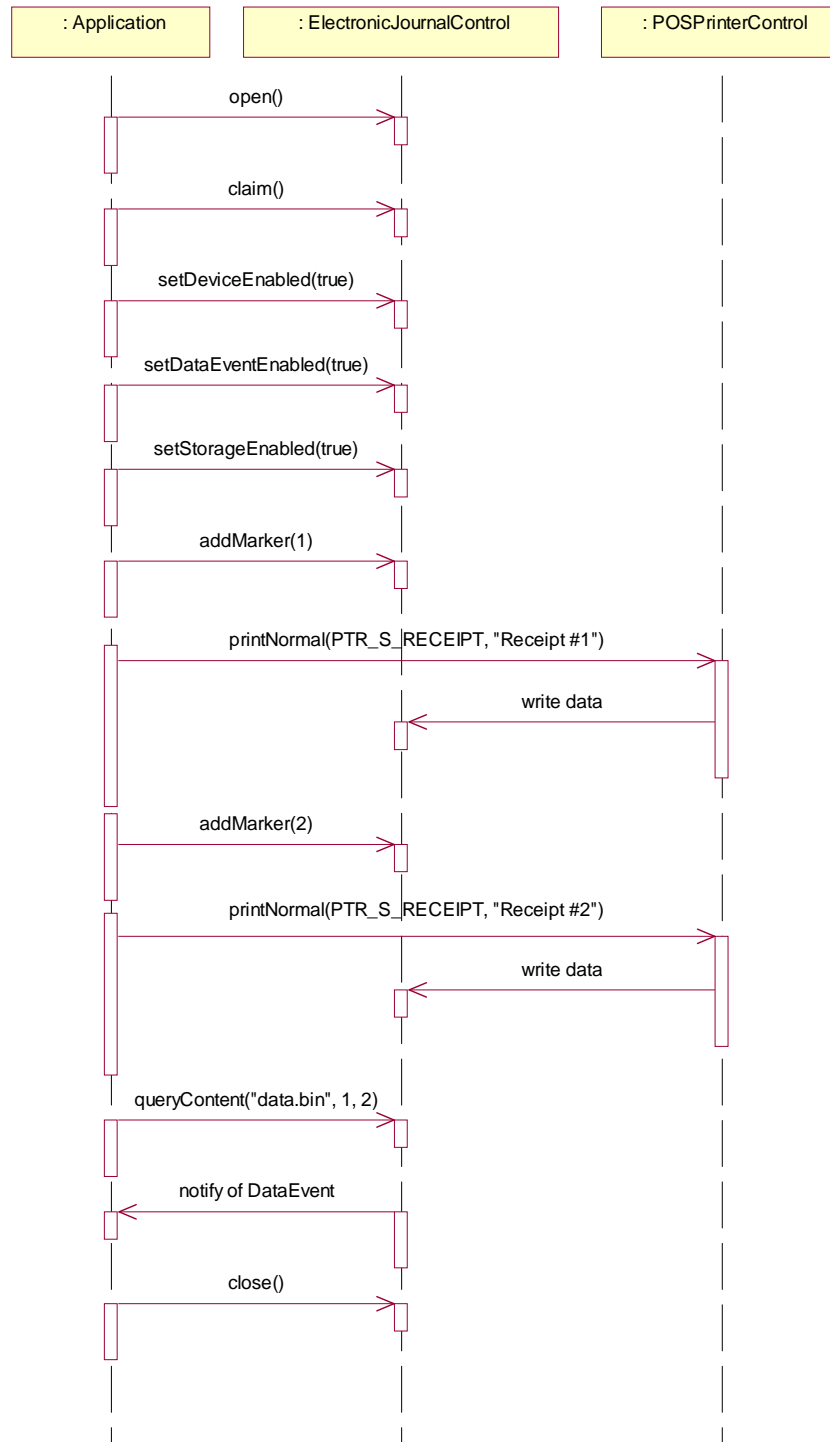 : Application
: ElectronicJournalControl
: POSPrinterControl
open()
claim()
setDeviceEnabled(true)
setDataEventEnabled(true)
setStorageEnabled(true)
addMarker(1)
printNormal(PTR_S_RECEIPT, "Receipt #1")
write data
addMarker(2)
printNormal(PTR_S_RECEIPT, "Receipt #2")
write data
queryContent("data.bin", 1, 2)
notify of DataEvent
close()